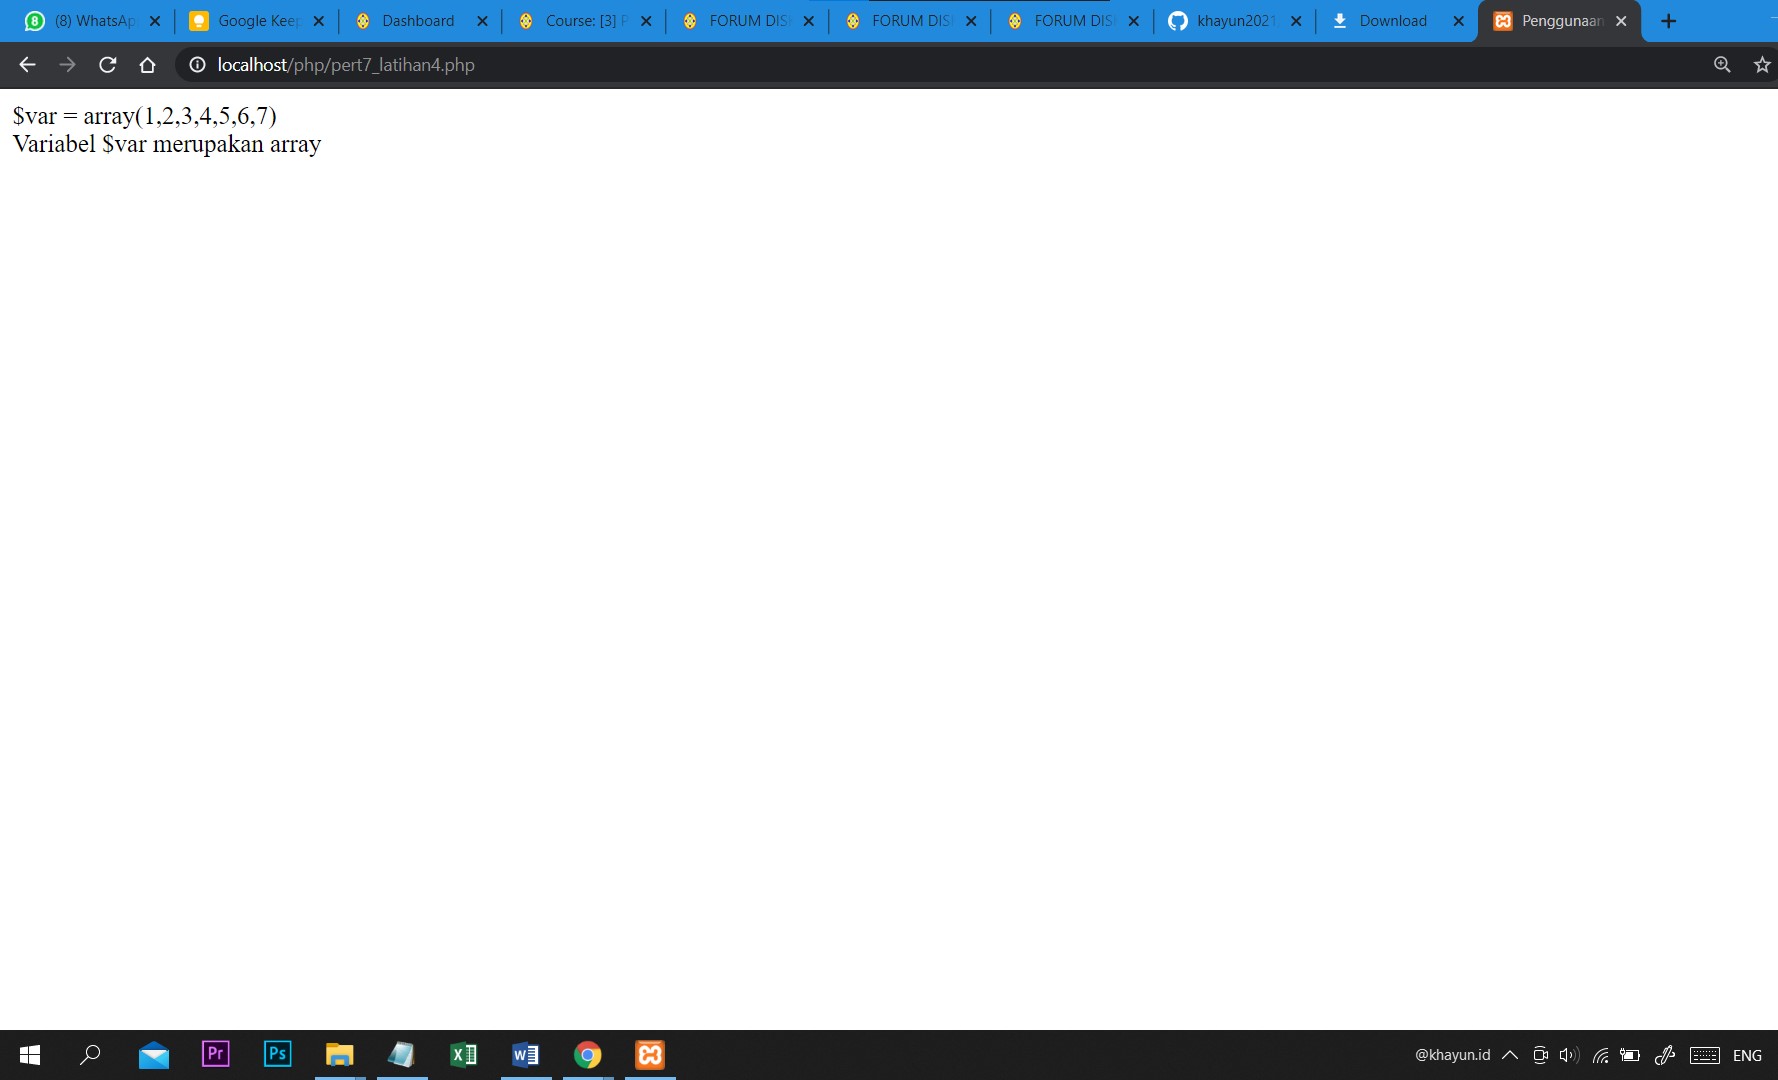 (8) WhatsAp
Google Keep
Dashboard
Course: [3] P
FORUM DISK
FORUM DIS
FORUM DIS
khayun2021
Download
Penggunaan
localhost/php/pert7_latihan4.php
$var = array(1,2,3,4,5,6,7)
Variabel $var merupakan array
Pr
Ps
@khayun.id
ENG